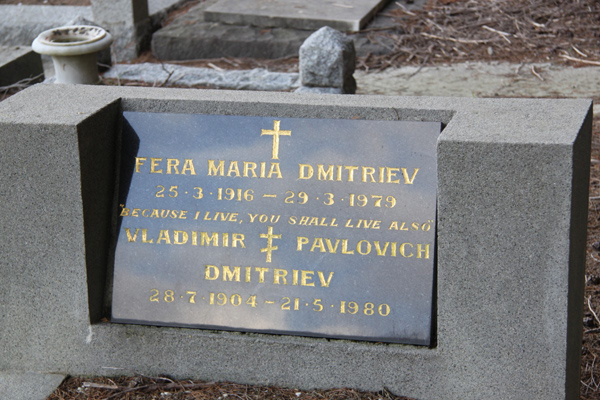 FERA MARIA DMITRIEV
25·3·1916 - 29·3·1979
"BECAUSE I LIVE, YOU SHALL LIVE ALSO"
VLADIMIR PAVLOVICH
DMITRIEV
28·7·1904 - 21·5·1980